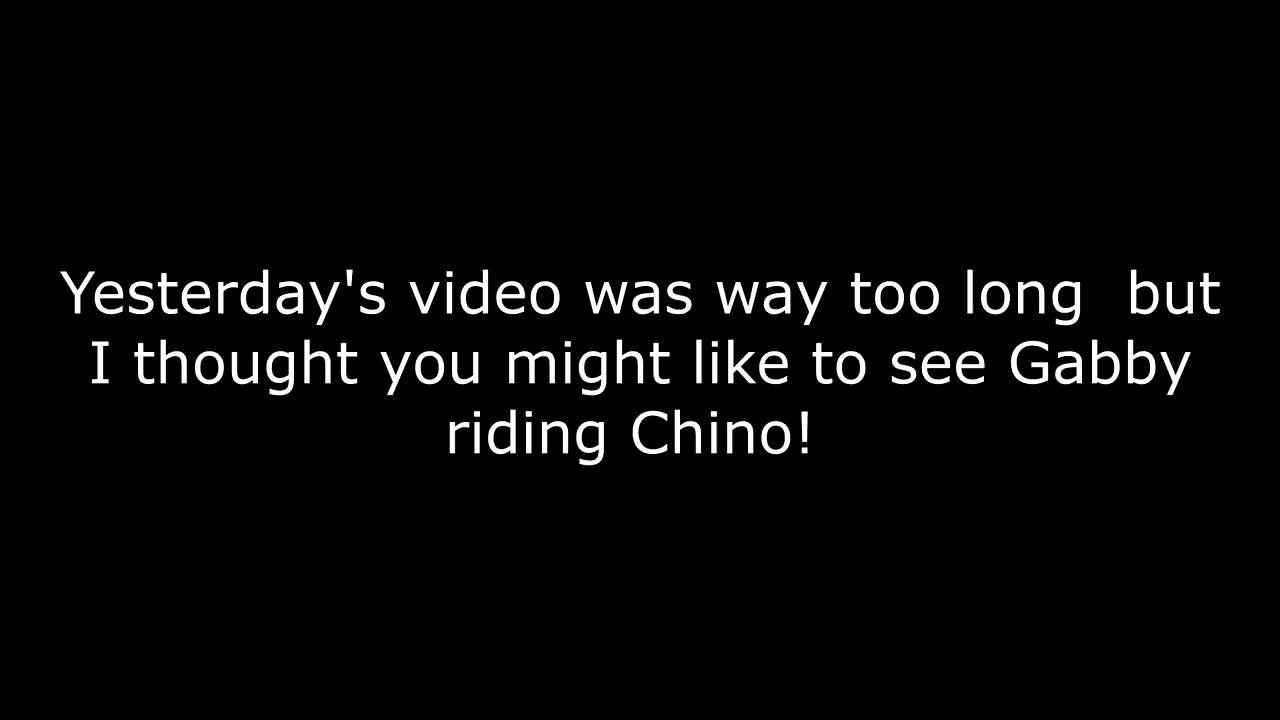 Yesterday's video was way too long  but
I thought you might like to see Gabby
riding Chino!